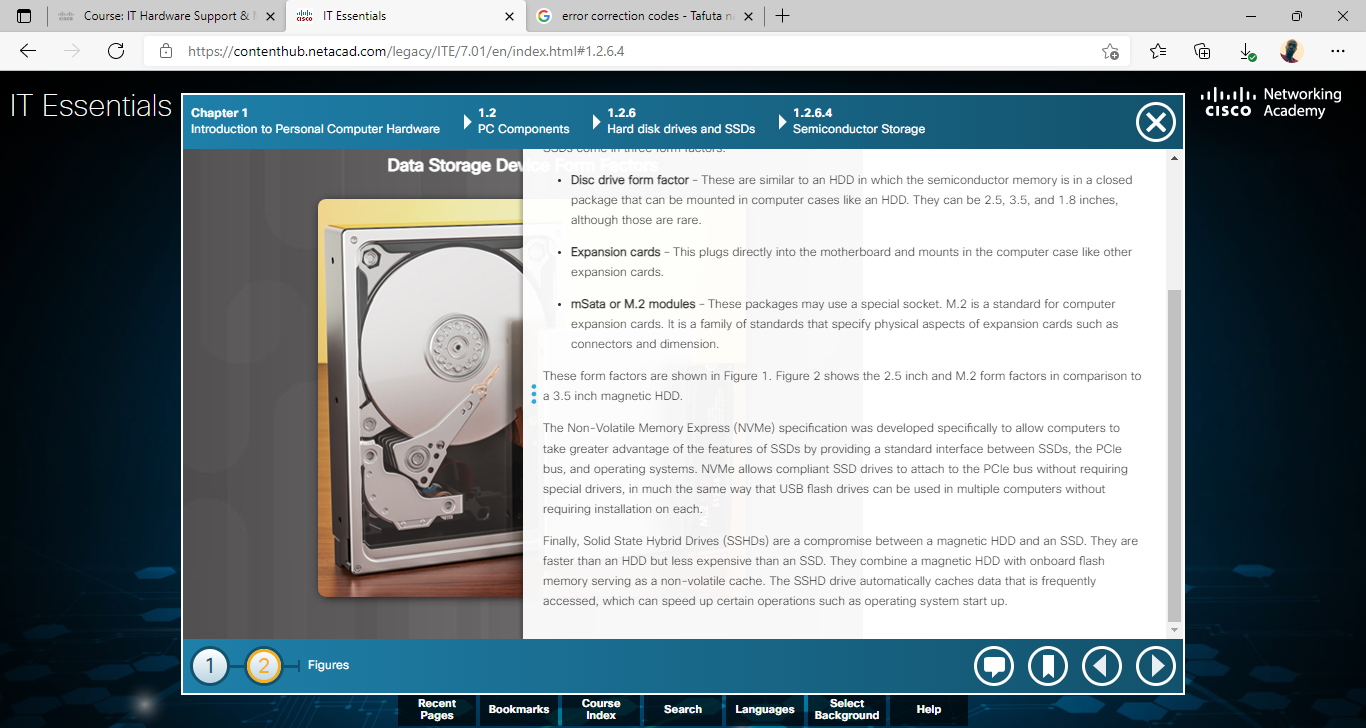 Course: IT Hardware Support &
IT Essentials
error correction codes - Tafuta
https://contenthub.netacad.com/legacy/ITE/7.01/en/index.html#1.2.6.4
IT Essentials
Chapter 1
Introduction to Personal Computer Hardware
1.2
PC Components
1.2.6
Hard disk drives and SSDs
1.2.6.4
Semiconductor Storage
CISCO
Networking
Academy
Data Storage Device Form Factors
SSDs come in three form factors:
• Disc drive form factor – These are similar to an HDD in which the semiconductor memory is in a closed
package that can be mounted in computer cases like an HDD. They can be 2.5, 3.5, and 1.8 inches,
although those are rare.
• Expansion cards – This plugs directly into the motherboard and mounts in the computer case like other
expansion cards.
• mSata or M.2 modules – These packages may use a special socket. M.2 is a standard for computer
expansion cards. It is a family of standards that specify physical aspects of expansion cards such as
connectors and dimension.
These form factors are shown in Figure 1. Figure 2 shows the 2.5 inch and M.2 form factors in comparison to
a 3.5 inch magnetic HDD.
The Non-Volatile Memory Express (NVMe) specification was developed specifically to allow computers to
take greater advantage of the features of SSDs by providing a standard interface between SSDs, the PCIe
bus, and operating systems. NVMe allows compliant SSD drives to attach to the PCIe bus without requiring
special drivers, in much the same way that USB flash drives can be used in multiple computers without
requiring installation on each.
Finally, Solid State Hybrid Drives (SSHDs) are a compromise between a magnetic HDD and an SSD. They are
faster than an HDD but less expensive than an SSD. They combine a magnetic HDD with onboard flash
memory serving as a non-volatile cache. The SSHD drive automatically caches data that is frequently
accessed, which can speed up certain operations such as operating system start up.
1
2
Figures
Recent
Pages
Bookmarks
Course
Index
Search
Languages
Select
Background
Help